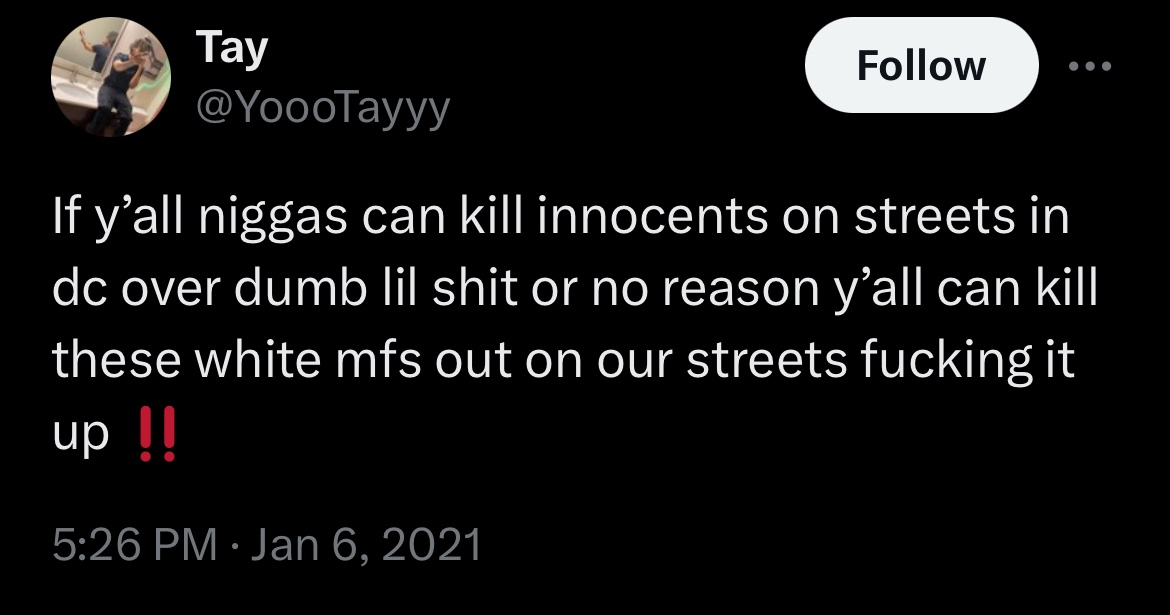 Tay
@YoooTayyy
Follow
If y’all niggas can kill innocents on streets in
dc over dumb lil shit or no reason y’all can kill
these white mfs out on our streets fucking it
up ‼️
5:26 PM · Jan 6, 2021